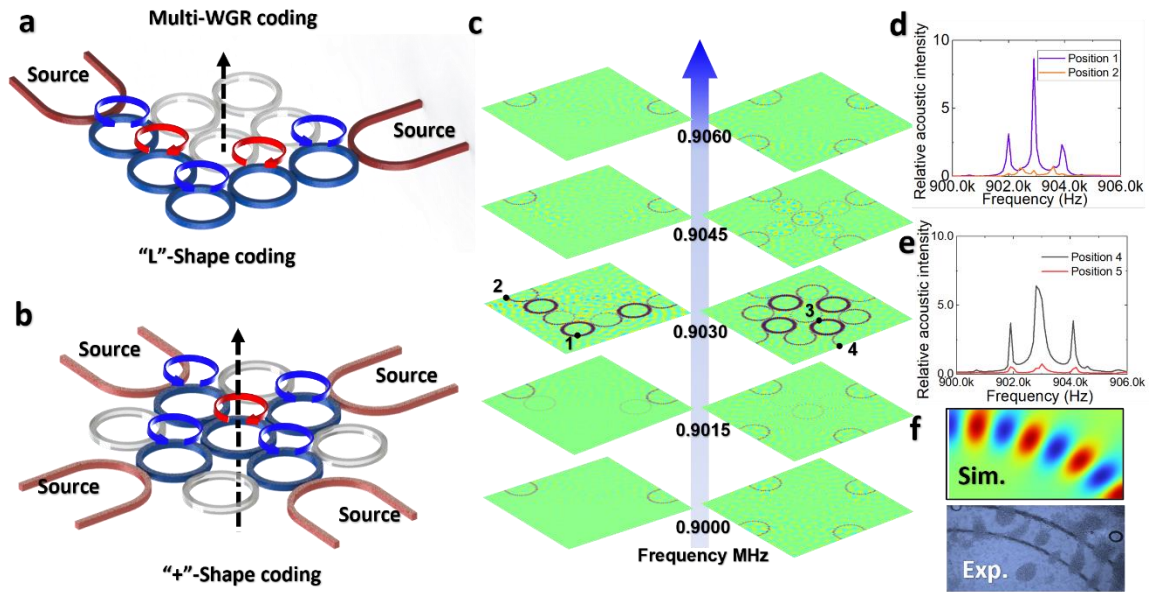 a
Multi-WGR coding
Source
Source
"L"-Shape coding
b
Source
Source
Source
Source
"+"-Shape coding
c
0.9060
0.9045
0.9030
0.9015
0.9000
Frequency MHz
1
2
3
4
d
Relative acoustic intensity
10
5
0
Position 1
Position 2
900.0k 902.0k 904.0k 906.0k
Frequency (Hz)
e
Relative acoustic intensity
10.0
5.0
0.0
Position 4
Position 5
900.0k 902.0k 904.0k 906.0k
Frequency (Hz)
f
Sim.
Exp.